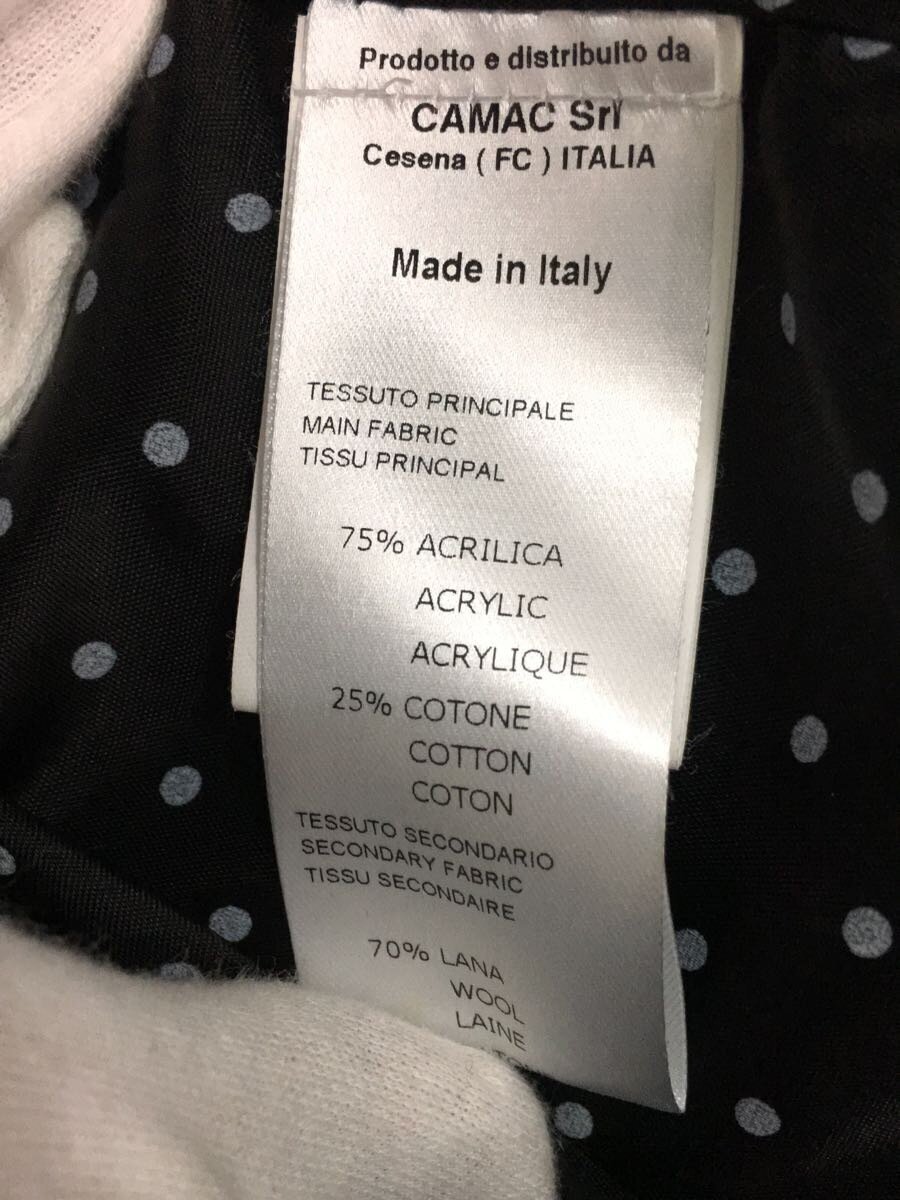 Prodotto e distribuito da
CAMAC Srl
Cesena ( FC ) ITALIA
Made in Italy
TESSUTO PRINCIPALE
MAIN FABRIC
TISSU PRINCIPAL
75% ACRILICA
ACRYLIC
ACRYLIQUE
25% COTONE
COTTON
COTON
TESSUTO SECONDARIO
SECONDARY FABRIC
TISSU SECONDAIRE
70% LANA
WOOL
LAINE